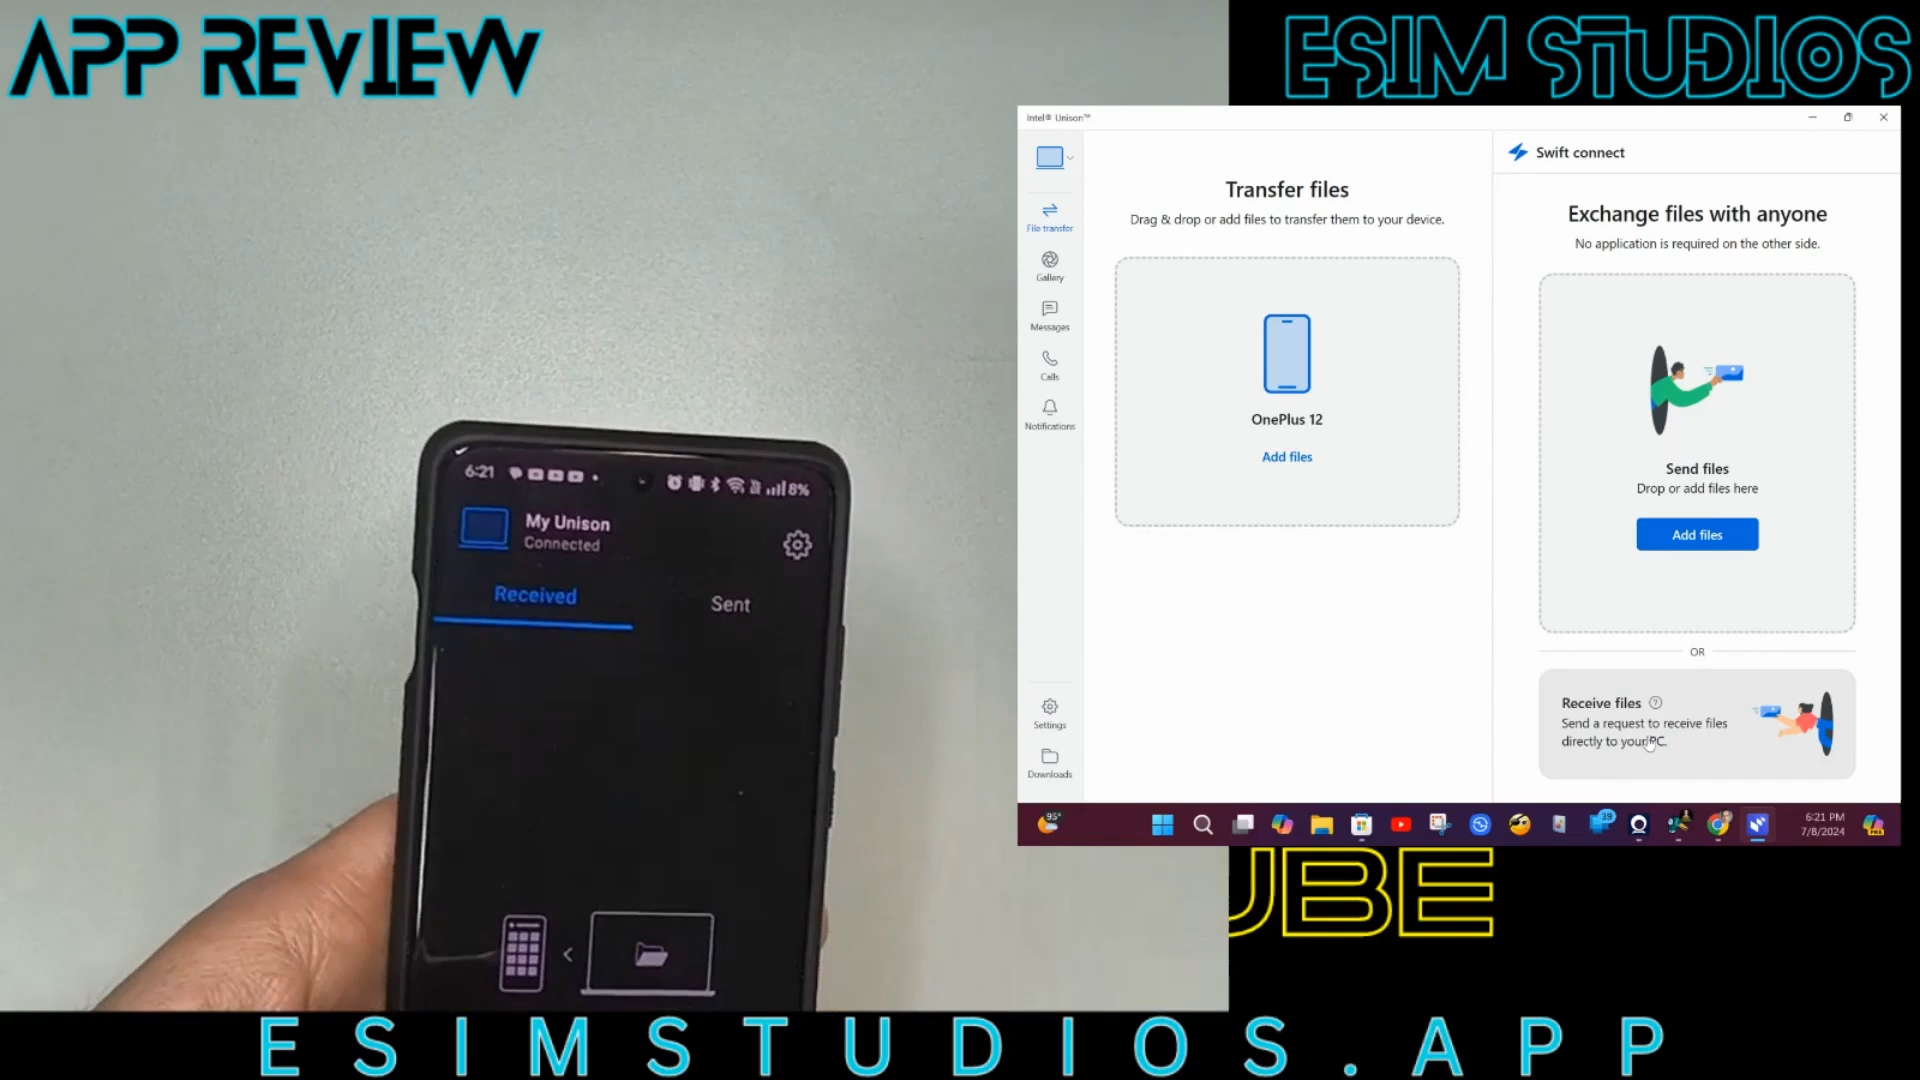 APP REVIEW
ESIM STUDIOS
Intel® Unison™
File transfer
Gallery
Messages
Calls
Notifications
Settings
Downloads
Transfer files
Drag & drop or add files to transfer them to your device.
OnePlus 12
Add files
Swift connect
Exchange files with anyone
No application is required on the other side.
Send files
Drop or add files here
Add files
OR
Receive files ?
Send a request to receive files
directly to your PC.
95°
39
6:21 PM
7/8/2024
PRE
6:21
8%
My Unison
Connected
Received
Sent
UBE
ESIMSTUDIOS.APP